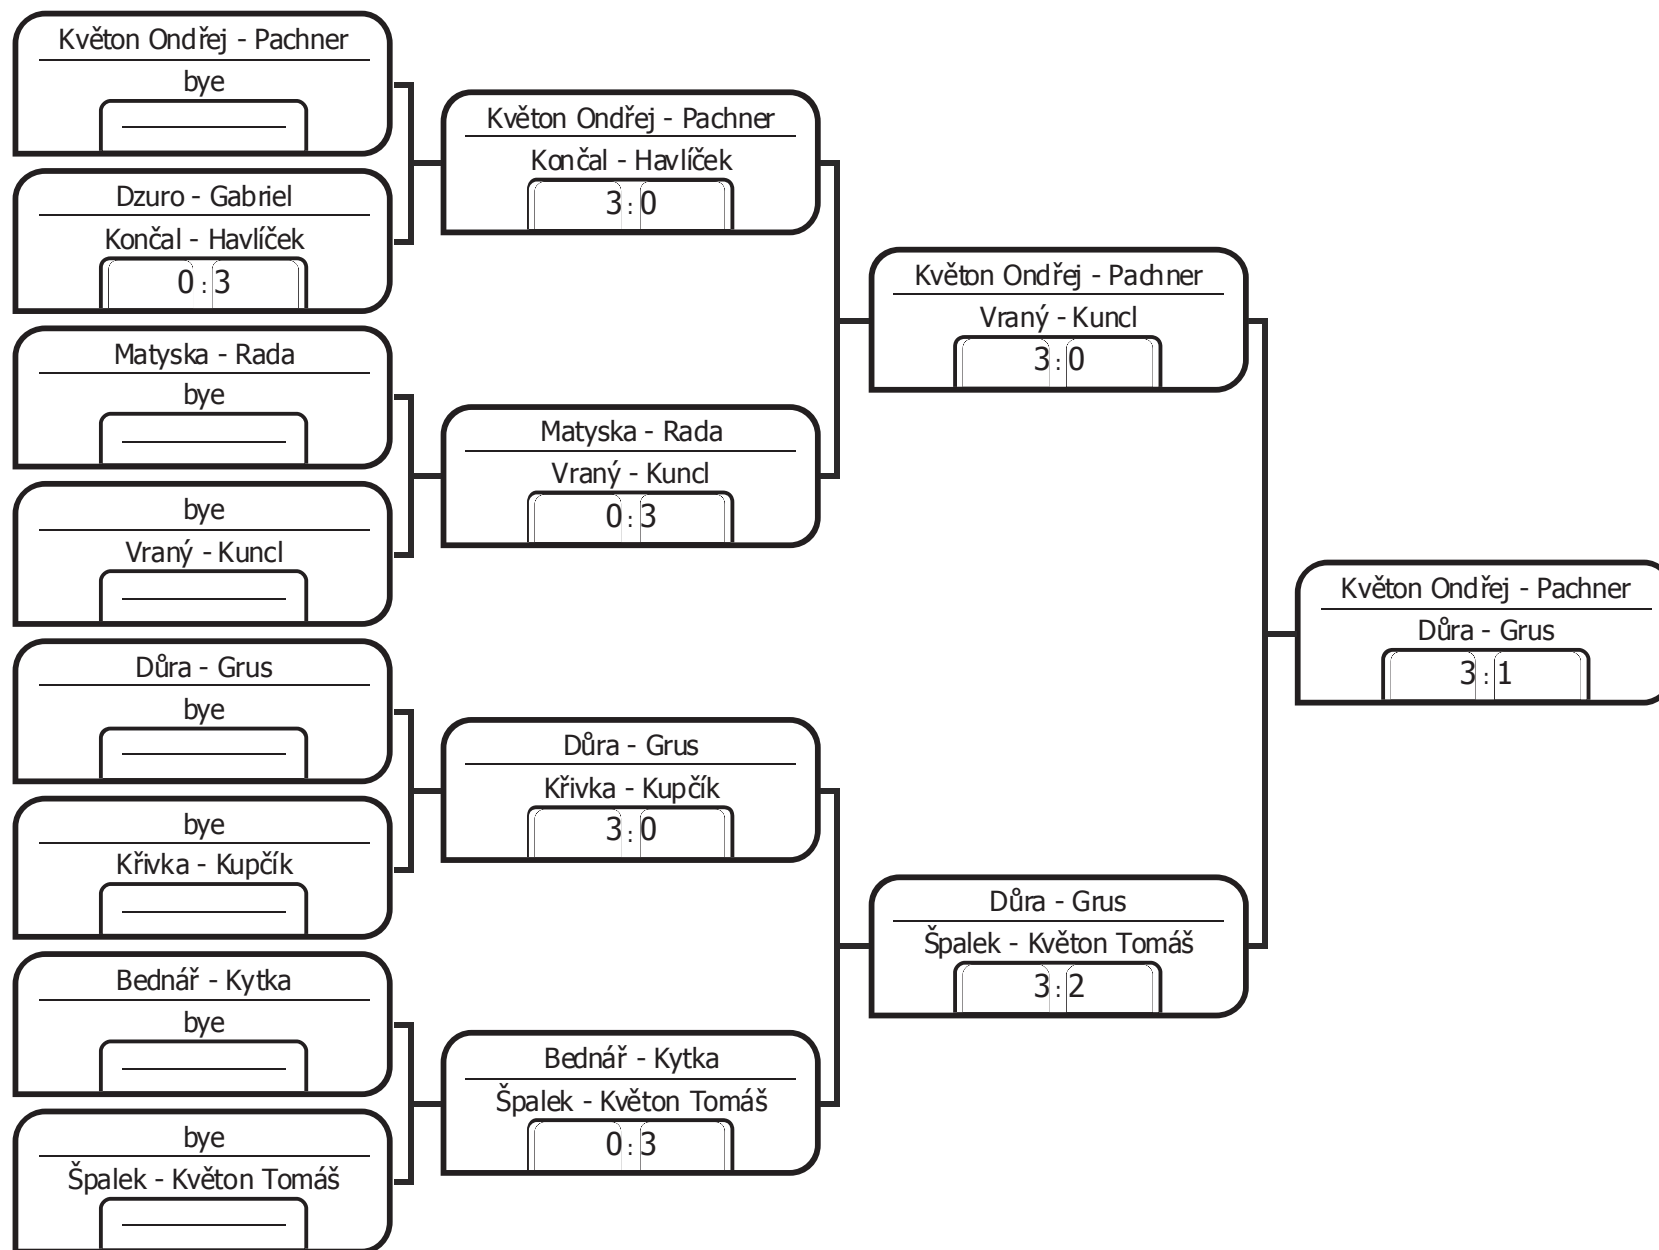 Květon Ondřej - Pachner
bye
Dzuro - Gabriel
Končal - Havlíček
0 : 3
Matyska - Rada
bye
bye
Vraný - Kuncl
Důra - Grus
bye
bye
Křivka - Kupčík
Bednář - Kytka
bye
bye
Špalek - Květon Tomáš
Květon Ondřej - Pachner
Končal - Havlíček
3 : 0
Matyska - Rada
Vraný - Kuncl
0 : 3
Důra - Grus
Křivka - Kupčík
3 : 0
Bednář - Kytka
Špalek - Květon Tomáš
0 : 3
Květon Ondřej - Pachner
Vraný - Kuncl
3 : 0
Důra - Grus
Špalek - Květon Tomáš
3 : 2
Květon Ondřej - Pachner
Důra - Grus
3 : 1